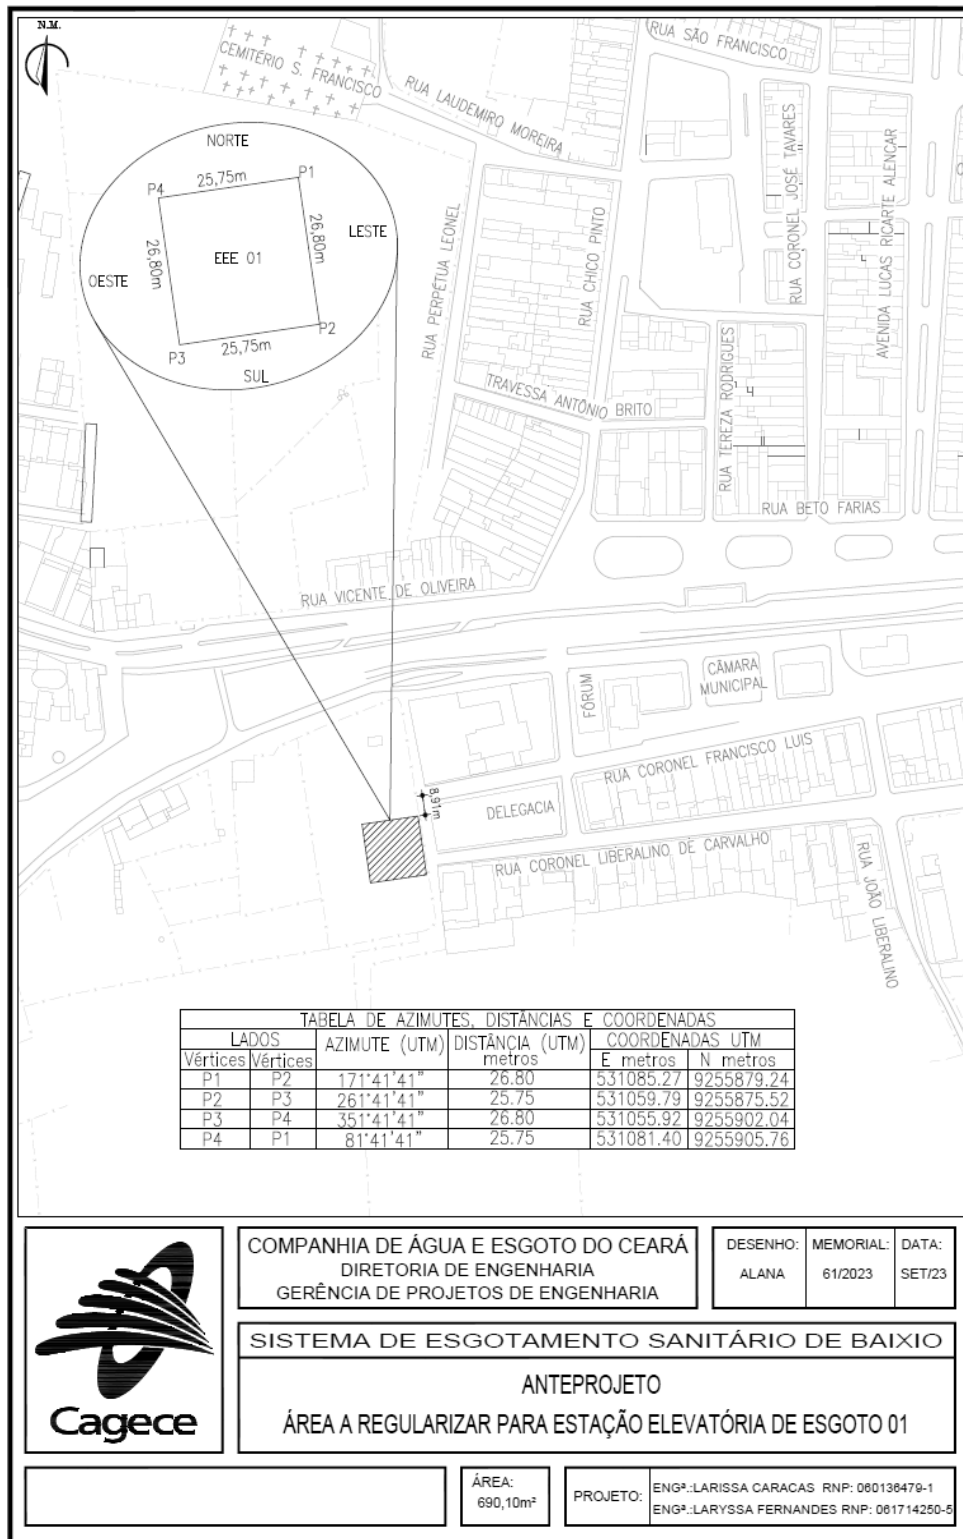 N.M.
CEMITÉRIO S. FRANCISCO
RUA SÃO FRANCISCO
RUA LAUDEMIRO MOREIRA
RUA CORONEL JOSÉ TAVARES
AVENIDA LUCAS RICARTE ALENCAR
NORTE
P4
25,75m
P1
26,80m
EEE 01
26,80m
LESTE
OESTE
P3
25,75m
P2
SUL
RUA PERPÉTUA LEONEL
RUA CHICO PINTO
TRAVESSA ANTÔNIO BRITO
RUA TEREZA RODRIGUES
RUA BETO FARIAS
RUA VICENTE DE OLIVEIRA
FÓRUM
CÂMARA
MUNICIPAL
RUA CORONEL FRANCISCO LUIS
8,91m
DELEGACIA
RUA CORONEL LIBERALINO DE CARVALHO
RUA JOÃO LIBERALINO
TABELA DE AZIMUTES, DISTÂNCIAS E COORDENADAS
LADOS AZIMUTE (UTM) DISTÂNCIA (UTM) metros COORDENADAS UTM
Vértices Vértices E metros N metros
P1 P2 171°41'41" 26.80 531085.27 9255879.24
P2 P3 261°41'41" 25.75 531059.79 9255875.52
P3 P4 351°41'41" 26.80 531055.92 9255902.04
P4 P1 81°41'41" 25.75 531081.40 9255905.76
Cagece
COMPANHIA DE ÁGUA E ESGOTO DO CEARÁ
DIRETORIA DE ENGENHARIA
GERÊNCIA DE PROJETOS DE ENGENHARIA
DESENHO: MEMORIAL: DATA:
ALANA 61/2023 SET/23
SISTEMA DE ESGOTAMENTO SANITÁRIO DE BAIXIO
ANTEPROJETO
ÁREA A REGULARIZAR PARA ESTAÇÃO ELEVATÓRIA DE ESGOTO 01
ÁREA:
690,10m²
PROJETO:
ENGª.:LARISSA CARACAS RNP: 060136479-1
ENGª.:LARYSSA FERNANDES RNP: 061714250-5